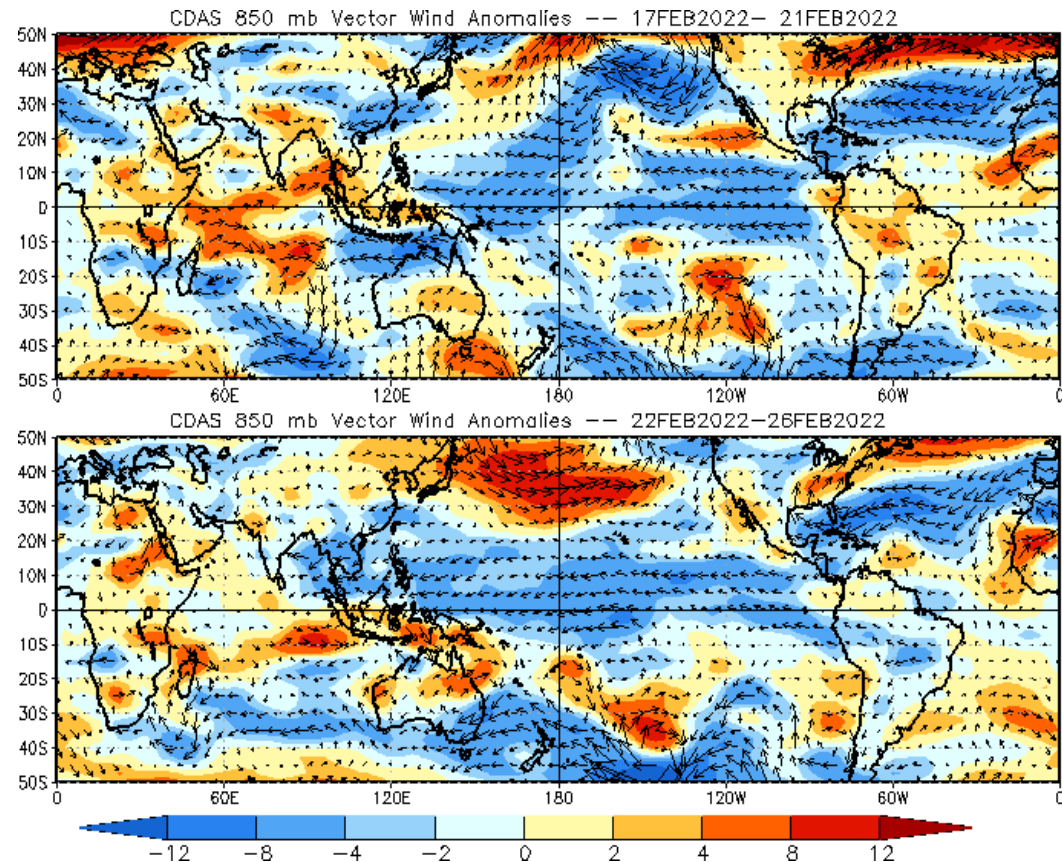 CDAS 850 mb Vector Wind Anomalies -- 17FEB2022- 21FEB2022
50N
40N
30N
20N
10N
0
10S
20S
30S
40S
50S
0 60E 120E 180 120W 60W 0
CDAS 850 mb Vector Wind Anomalies -- 22FEB2022-26FEB2022
50N
40N
30N
20N
10N
0
10S
20S
30S
40S
50S
0 60E 120E 180 120W 60W 0
-12 -8 -4 -2 0 2 4 8 12